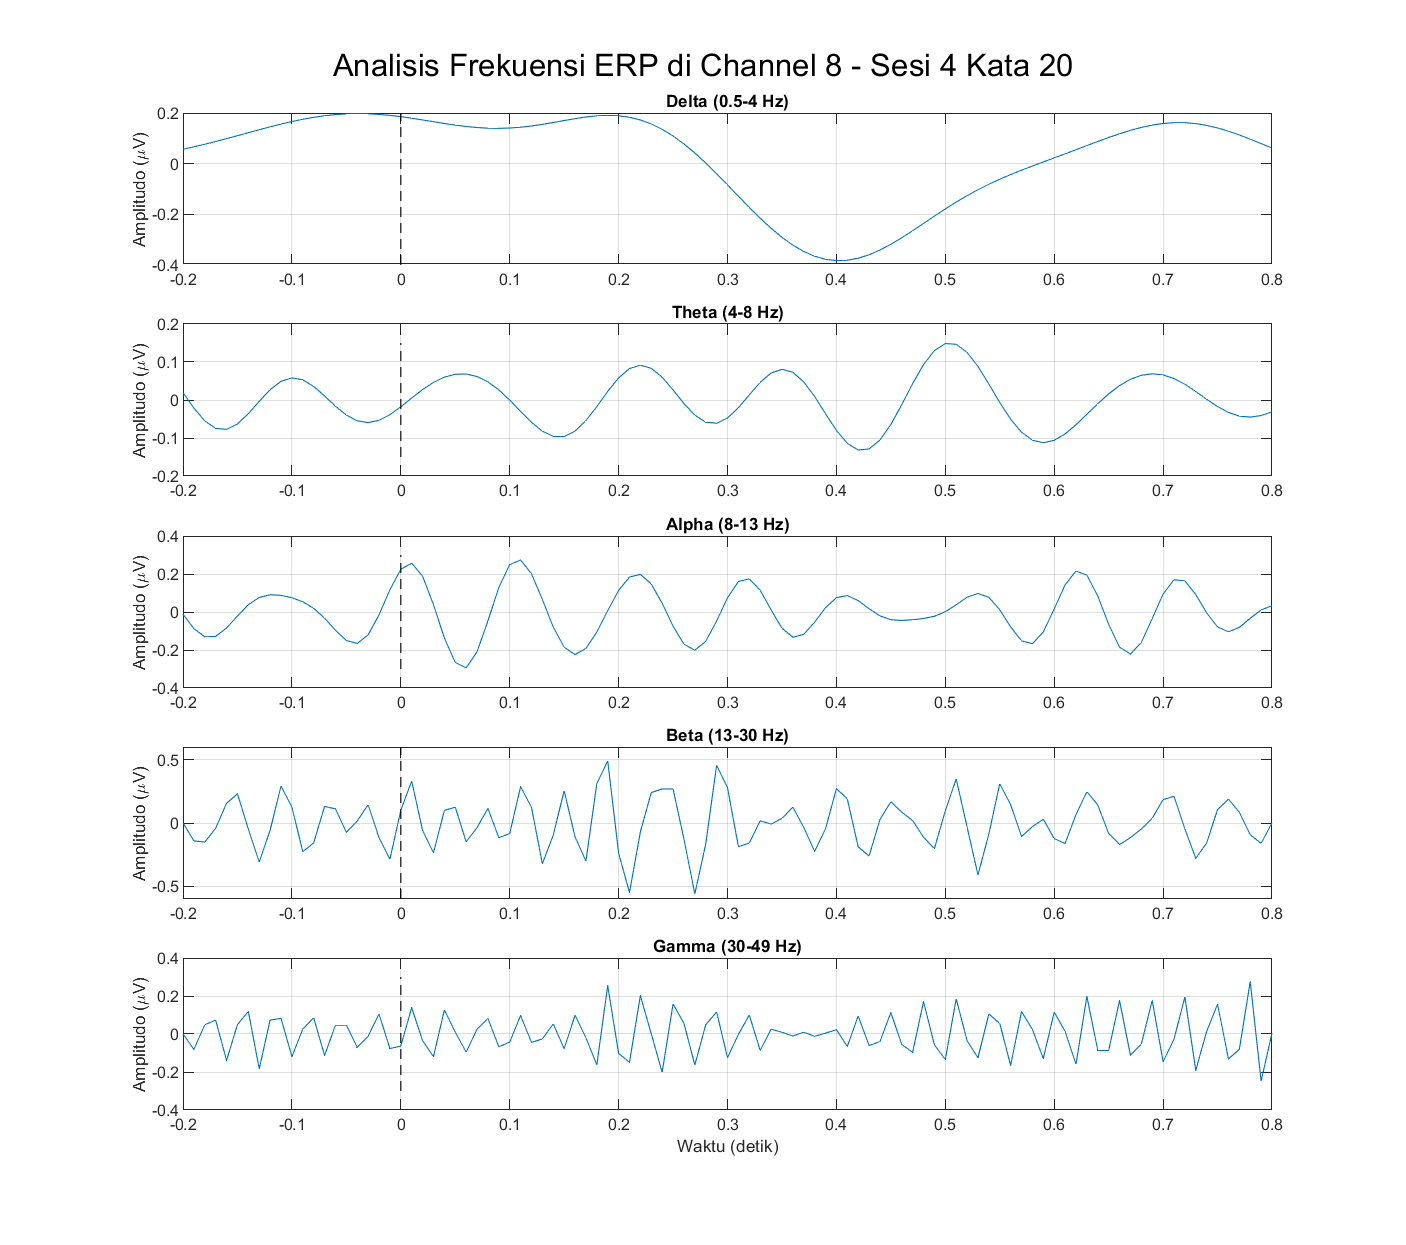 Analisis Frekuensi ERP di Channel 8 - Sesi 4 Kata 20
Delta (0.5-4 Hz)
Amplitudo (μV)
0.2
0
-0.2
-0.4
-0.2 -0.1 0 0.1 0.2 0.3 0.4 0.5 0.6 0.7 0.8
Theta (4-8 Hz)
Amplitudo (μV)
0.2
0.1
0
-0.1
-0.2
-0.2 -0.1 0 0.1 0.2 0.3 0.4 0.5 0.6 0.7 0.8
Alpha (8-13 Hz)
Amplitudo (μV)
0.4
0.2
0
-0.2
-0.4
-0.2 -0.1 0 0.1 0.2 0.3 0.4 0.5 0.6 0.7 0.8
Beta (13-30 Hz)
Amplitudo (μV)
0.5
0
-0.5
-0.2 -0.1 0 0.1 0.2 0.3 0.4 0.5 0.6 0.7 0.8
Gamma (30-49 Hz)
Amplitudo (μV)
0.4
0.2
0
-0.2
-0.4
-0.2 -0.1 0 0.1 0.2 0.3 0.4 0.5 0.6 0.7 0.8
Waktu (detik)